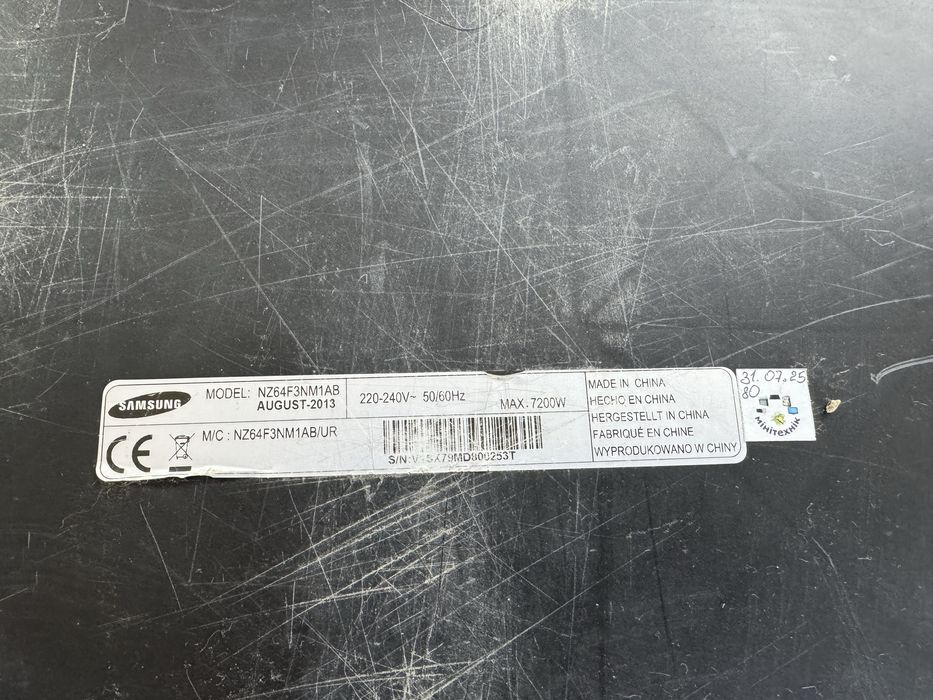 SAMSUNG
MODEL: NZ64F3NM1AB
AUGUST-2013
M/C : NZ64F3NM1AB/UR
220-240V~ 50/60Hz
MAX.7200W
MADE IN CHINA
HECHO EN CHINA
HERGESTELLT IN CHINA
FABRIQUÉ EN CHINE
WYPRODUKOWANO W CHINY
CE
31.07.25
80
Мінітехнік